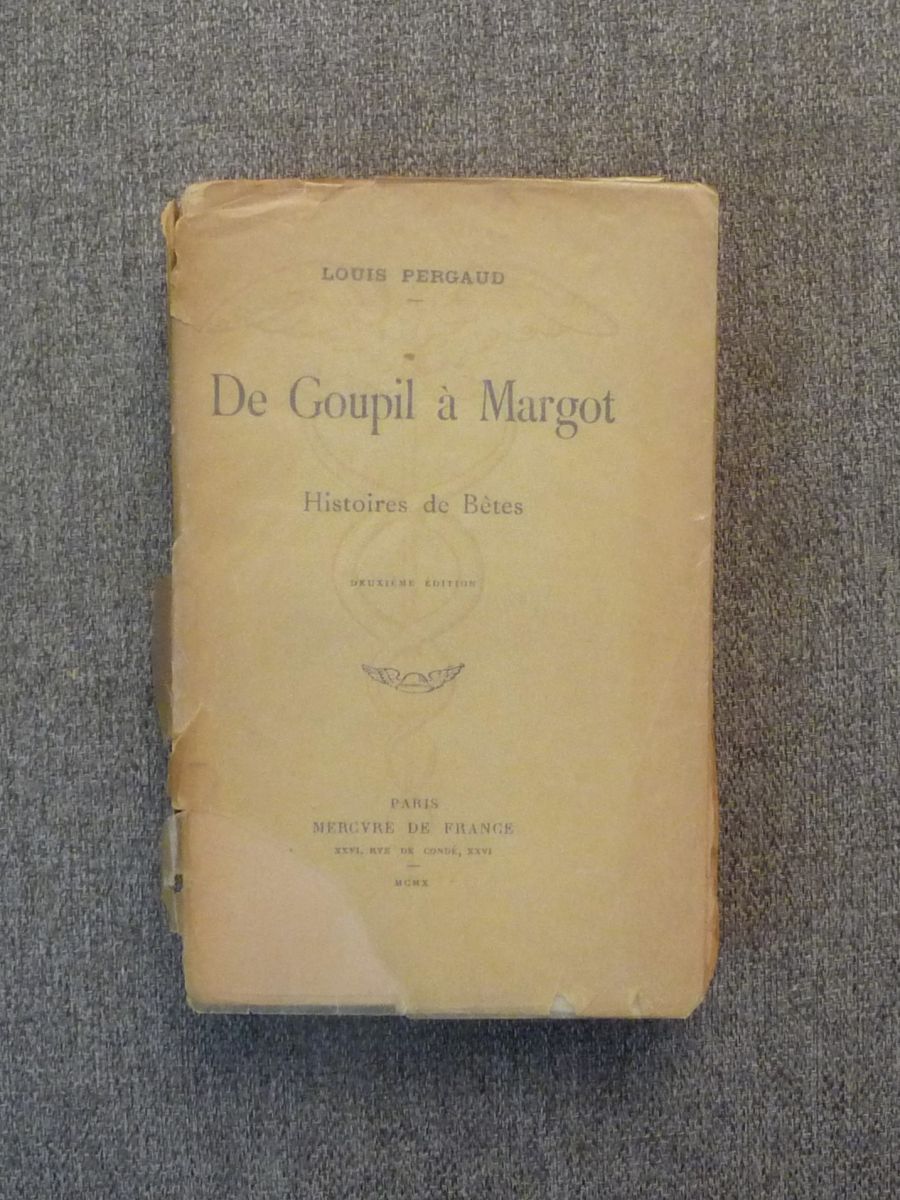 LOUIS PERGAUD
De Goupil à Margot
Histoires de Bêtes
DEUXIÈME ÉDITION
PARIS
MERCVRE DE FRANCE
XXVI, RVE DE CONDÉ, XXVI
MCMX